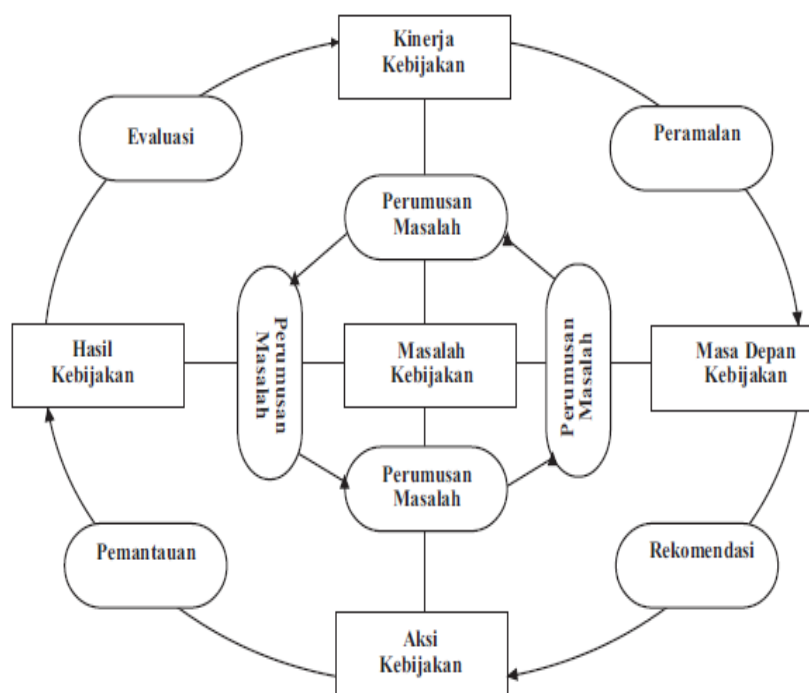 Kinerja
Kebijakan
Evaluasi
Peramalan
Perumusan
Masalah
Hasil
Kebijakan
Perumusan
Masalah
Masalah
Kebijakan
Perumusan
Masalah
Masa Depan
Kebijakan
Perumusan
Masalah
Pemantauan
Rekomendasi
Aksi
Kebijakan